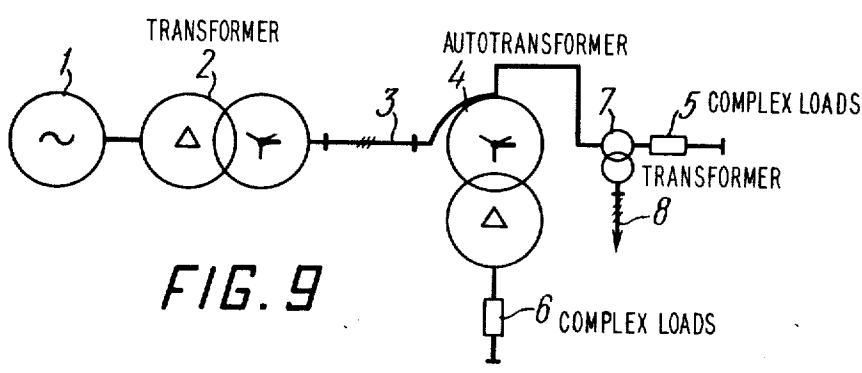 TRANSFORMER
1
2
3
AUTOTRANSFORMER
4
7
5 COMPLEX LOADS
TRANSFORMER
8
6 COMPLEX LOADS
FIG. 9